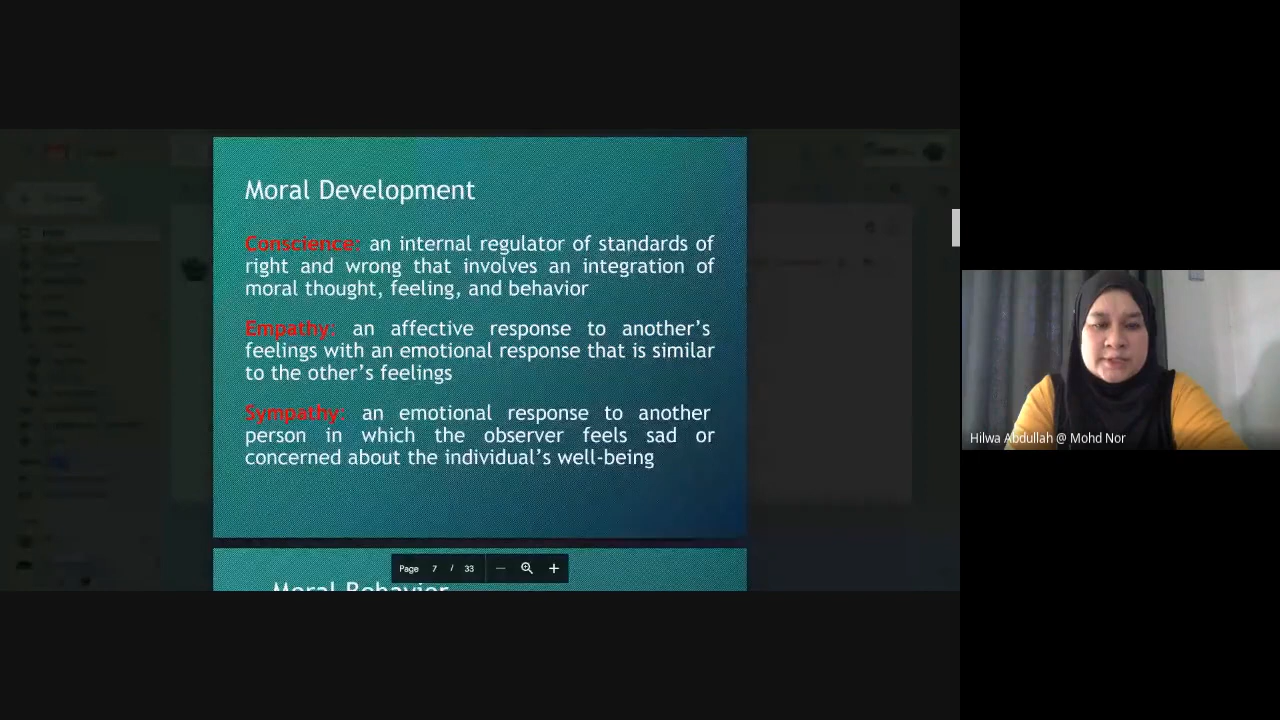 Moral Development
Conscience: an internal regulator of standards of
right and wrong that involves an integration of
moral thought, feeling, and behavior
Empathy: an affective response to another's
feelings with an emotional response that is similar
to the other's feelings
Sympathy: an emotional response to another
person in which the observer feels sad or
concerned about the individual's well-being
Page 7 / 33
Moral Behavior
Hilwa Abdullah @ Mohd Nor